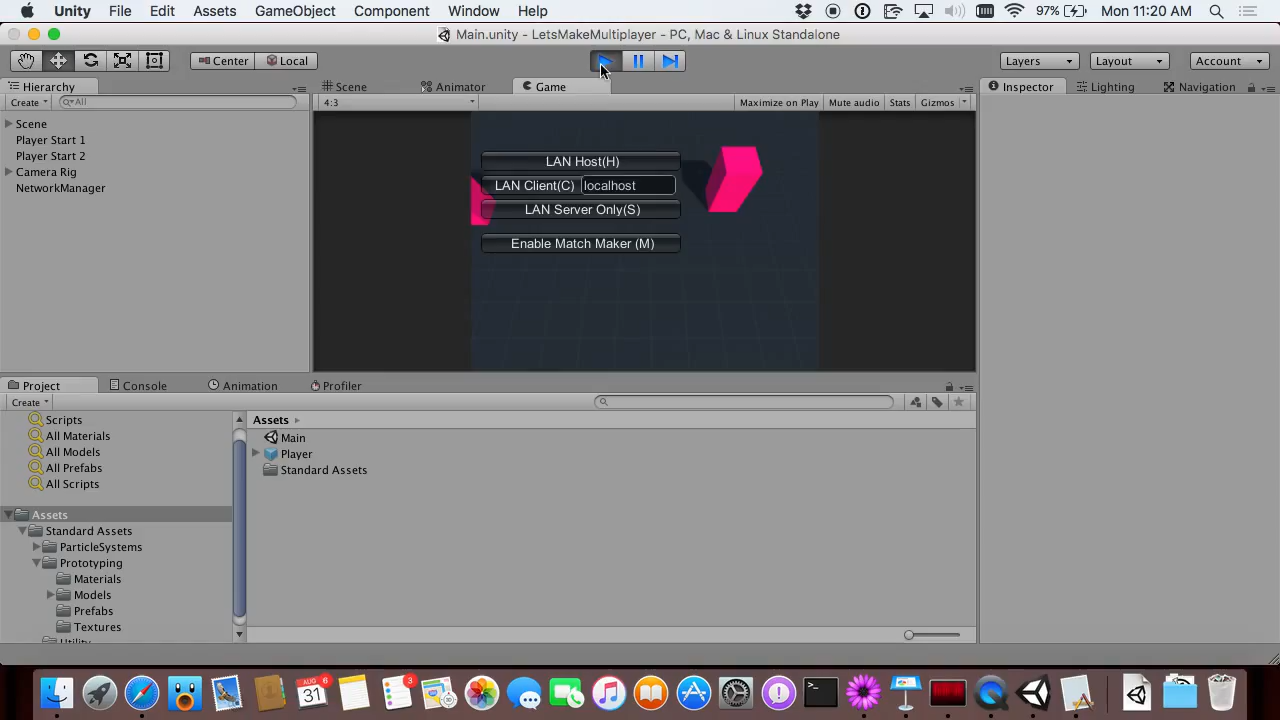 Unity File Edit Assets GameObject Component Window Help 97% Mon 11:20 AM
Main.unity - LetsMakeMultiplayer - PC, Mac & Linux Standalone
Center Local Layers Layout Account
Hierarchy Scene Animator Game Inspector Lighting Navigation
Create All 4:3 Maximize on Play Mute audio Stats Gizmos
Scene
Player Start 1
Player Start 2
Camera Rig
NetworkManager
LAN Host(H)
LAN Client(C) localhost
LAN Server Only(S)
Enable Match Maker (M)
Project Console Animation Profiler
Create
Scripts
All Materials
All Models
All Prefabs
All Scripts
Assets
Standard Assets
ParticleSystems
Prototyping
Materials
Models
Prefabs
Textures
Utility
Assets
Main
Player
Standard Assets
AUG 6
31
3